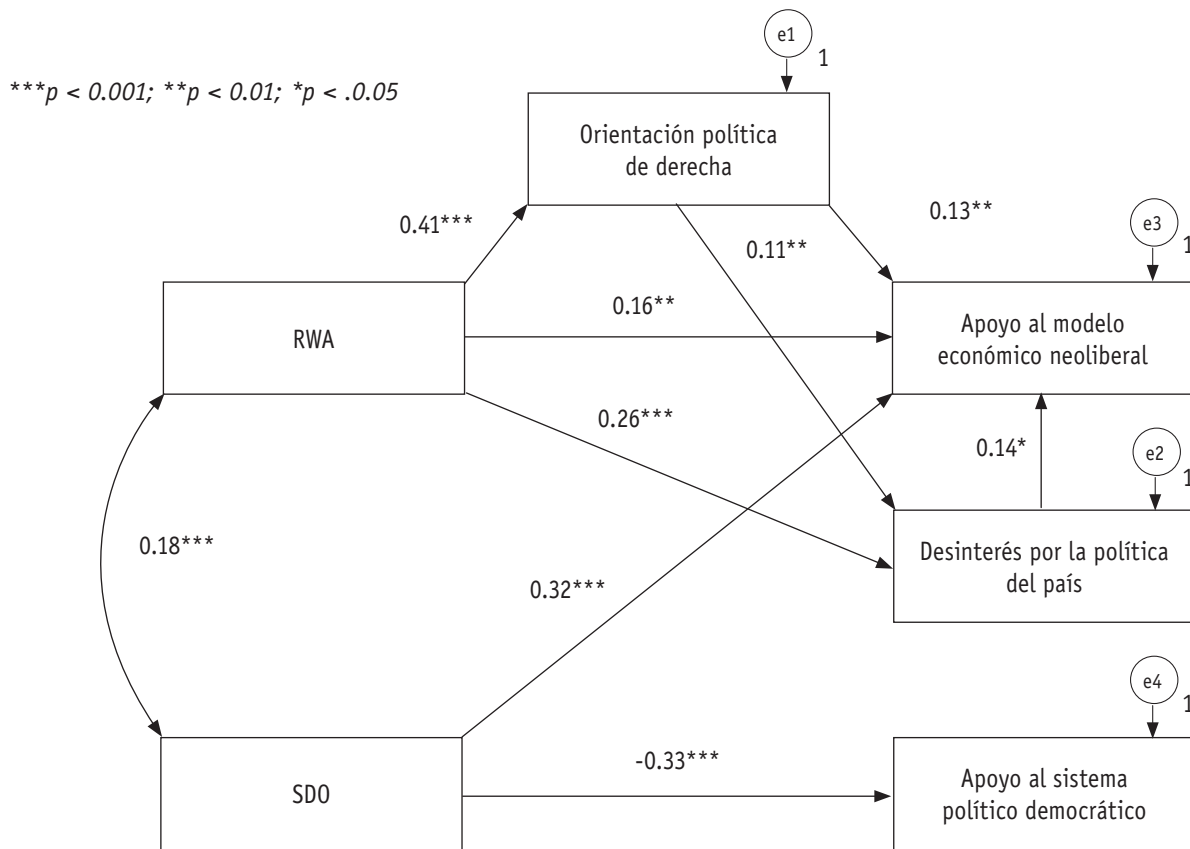 e1
1
***p < 0.001; **p < 0.01; *p < .0.05
Orientación política
de derecha
0.41***
0.13**
0.11**
e3
1
RWA
0.16**
Apoyo al modelo
económico neoliberal
0.26***
0.14*
e2
1
0.18***
Desinterés por la política
del país
0.32***
e4
1
SDO
-0.33***
Apoyo al sistema
político democrático